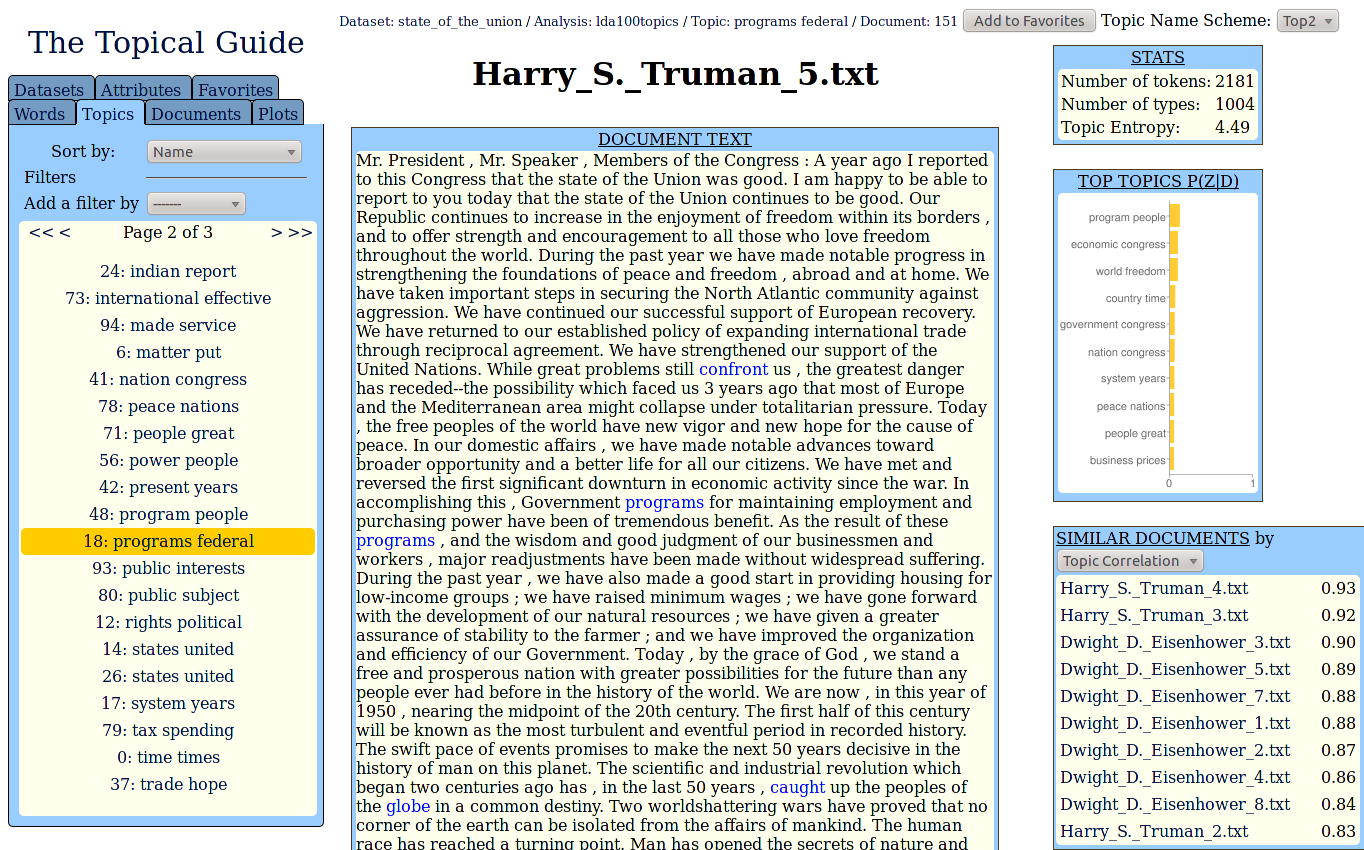 Dataset: state_of_the_union / Analysis: lda100topics / Topic: programs federal / Document: 151
Add to Favorites
Topic Name Scheme:
Top2
The Topical Guide
Datasets
Attributes
Favorites
Words
Topics
Documents
Plots
Sort by:
Name
Filters
Add a filter by
-------
<< <
Page 2 of 3
> >>
24: indian report
73: international effective
94: made service
6: matter put
41: nation congress
78: peace nations
71: people great
56: power people
42: present years
48: program people
18: programs federal
93: public interests
80: public subject
12: rights political
14: states united
26: states united
17: system years
79: tax spending
0: time times
37: trade hope
Harry_S._Truman_5.txt
DOCUMENT TEXT
Mr. President , Mr. Speaker , Members of the Congress : A year ago I reported
to this Congress that the state of the Union was good. I am happy to be able to
report to you today that the state of the Union continues to be good. Our
Republic continues to increase in the enjoyment of freedom within its borders ,
and to offer strength and encouragement to all those who love freedom
throughout the world. During the past year we have made notable progress in
strengthening the foundations of peace and freedom , abroad and at home. We
have taken important steps in securing the North Atlantic community against
aggression. We have continued our successful support of European recovery.
We have returned to our established policy of expanding international trade
through reciprocal agreement. We have strengthened our support of the
United Nations. While great problems still confront us , the greatest danger
has receded--the possibility which faced us 3 years ago that most of Europe
and the Mediterranean area might collapse under totalitarian pressure. Today
, the free peoples of the world have new vigor and new hope for the cause of
peace. In our domestic affairs , we have made notable advances toward
broader opportunity and a better life for all our citizens. We have met and
reversed the first significant downturn in economic activity since the war. In
accomplishing this , Government programs for maintaining employment and
purchasing power have been of tremendous benefit. As the result of these
programs , and the wisdom and good judgment of our businessmen and
workers , major readjustments have been made without widespread suffering.
During the past year , we have also made a good start in providing housing for
low-income groups ; we have raised minimum wages ; we have gone forward
with the development of our natural resources ; we have given a greater
assurance of stability to the farmer ; and we have improved the organization
and efficiency of our Government. Today , by the grace of God , we stand a
free and prosperous nation with greater possibilities for the future than any
people ever had before in the history of the world. We are now , in this year of
1950 , nearing the midpoint of the 20th century. The first half of this century
will be known as the most turbulent and eventful period in recorded history.
The swift pace of events promises to make the next 50 years decisive in the
history of man on this planet. The scientific and industrial revolution which
began two centuries ago has , in the last 50 years , caught up the peoples of
the globe in a common destiny. Two worldshattering wars have proved that no
corner of the earth can be isolated from the affairs of mankind. The human
race has reached a turning point. Man has opened the secrets of nature and
STATS
Number of tokens: 2181
Number of types: 1004
Topic Entropy: 4.49
TOP TOPICS P(Z|D)
program people
economic congress
world freedom
country time
government congress
nation congress
system years
peace nations
people great
business prices
0 1
SIMILAR DOCUMENTS by
Topic Correlation
Harry_S._Truman_4.txt 0.93
Harry_S._Truman_3.txt 0.92
Dwight_D._Eisenhower_3.txt 0.90
Dwight_D._Eisenhower_5.txt 0.89
Dwight_D._Eisenhower_7.txt 0.88
Dwight_D._Eisenhower_1.txt 0.88
Dwight_D._Eisenhower_2.txt 0.87
Dwight_D._Eisenhower_4.txt 0.86
Dwight_D._Eisenhower_8.txt 0.84
Harry_S._Truman_2.txt 0.83